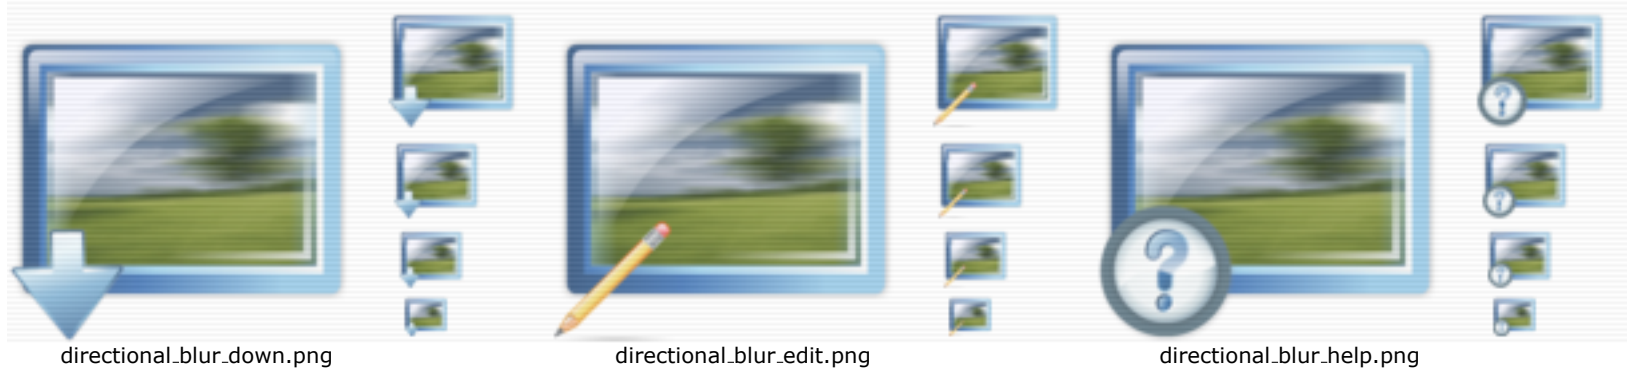 directional_blur_down.png
directional_blur_edit.png
directional_blur_help.png